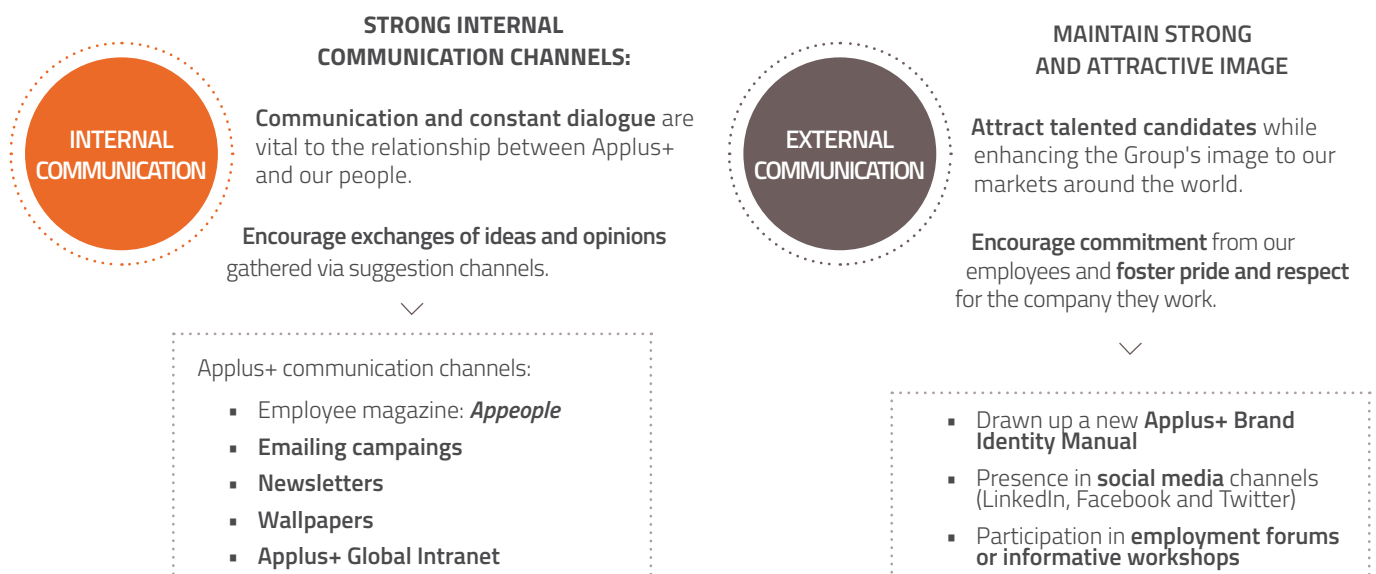 INTERNAL
COMMUNICATION
STRONG INTERNAL
COMMUNICATION CHANNELS:
Communication and constant dialogue are
vital to the relationship between Applus+
and our people.
Encourage exchanges of ideas and opinions
gathered via suggestion channels.
Applus+ communication channels:
▪ Employee magazine: Appeople
▪ Emailing campaings
▪ Newsletters
▪ Wallpapers
▪ Applus+ Global Intranet
EXTERNAL
COMMUNICATION
MAINTAIN STRONG
AND ATTRACTIVE IMAGE
Attract talented candidates while
enhancing the Group's image to our
markets around the world.
Encourage commitment from our
employees and foster pride and respect
for the company they work.
▪ Drawn up a new Applus+ Brand
Identity Manual
▪ Presence in social media channels
(LinkedIn, Facebook and Twitter)
▪ Participation in employment forums
or informative workshops